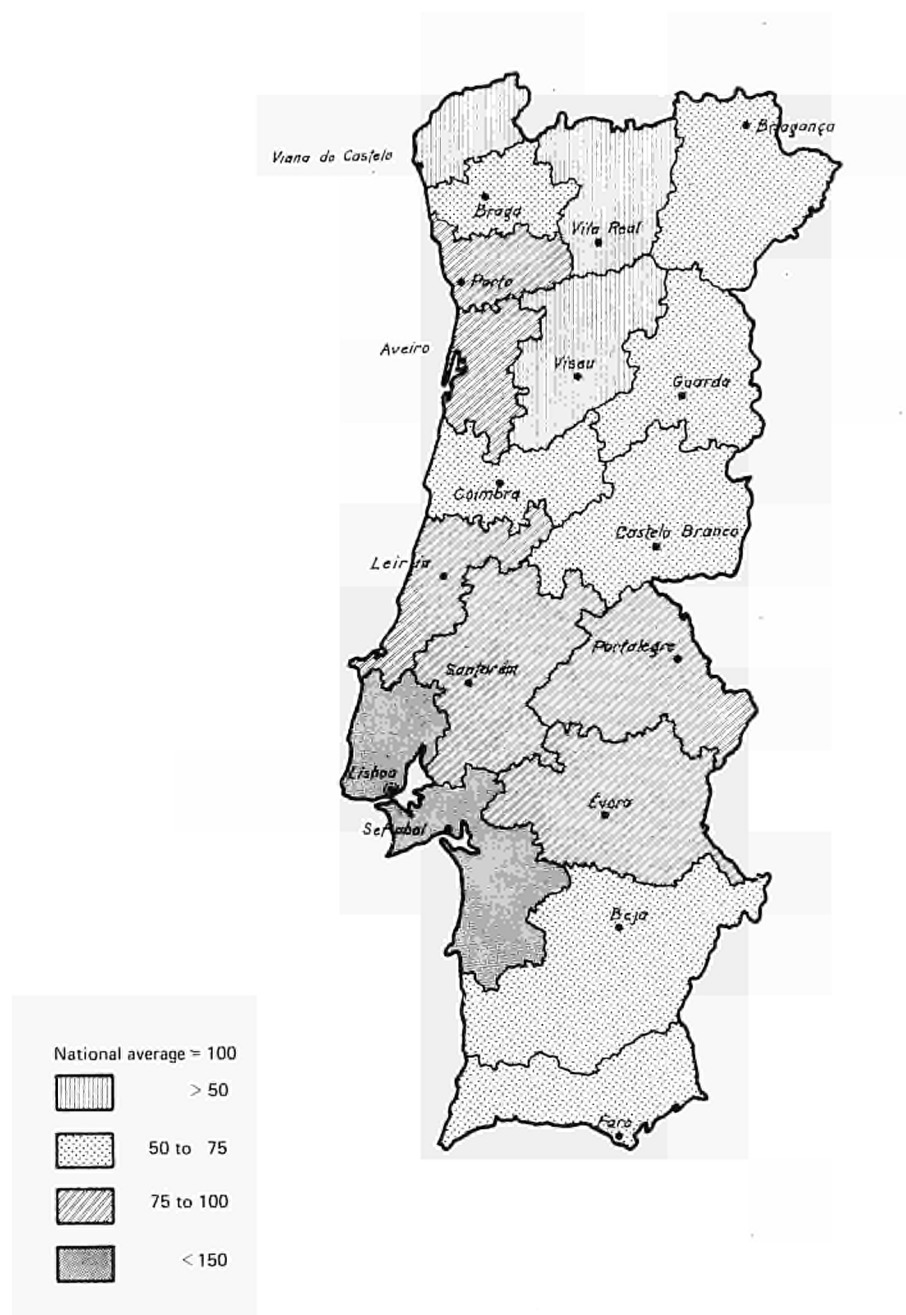 Bragança
Viana do Castelo
Braga
Vila Real
Porto
Aveiro
Viseu
Guarda
Coimbra
Castelo Branco
Leiria
Portalegre
Santarém
Lisboa
Évora
Setúbal
Beja
Faro
National average = 100
> 50
50 to 75
75 to 100
< 150